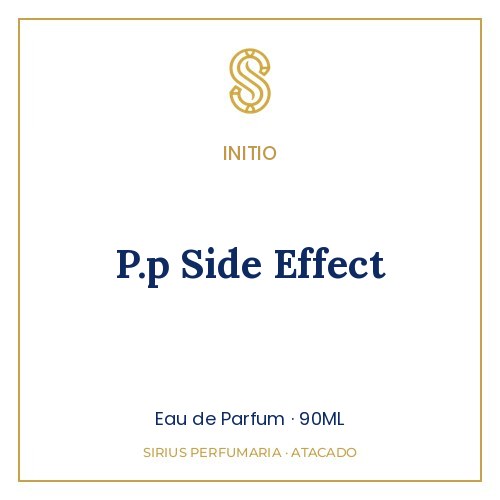 INITIO
P.p Side Effect
Eau de Parfum · 90ML
SIRIUS PERFUMARIA · ATACADO